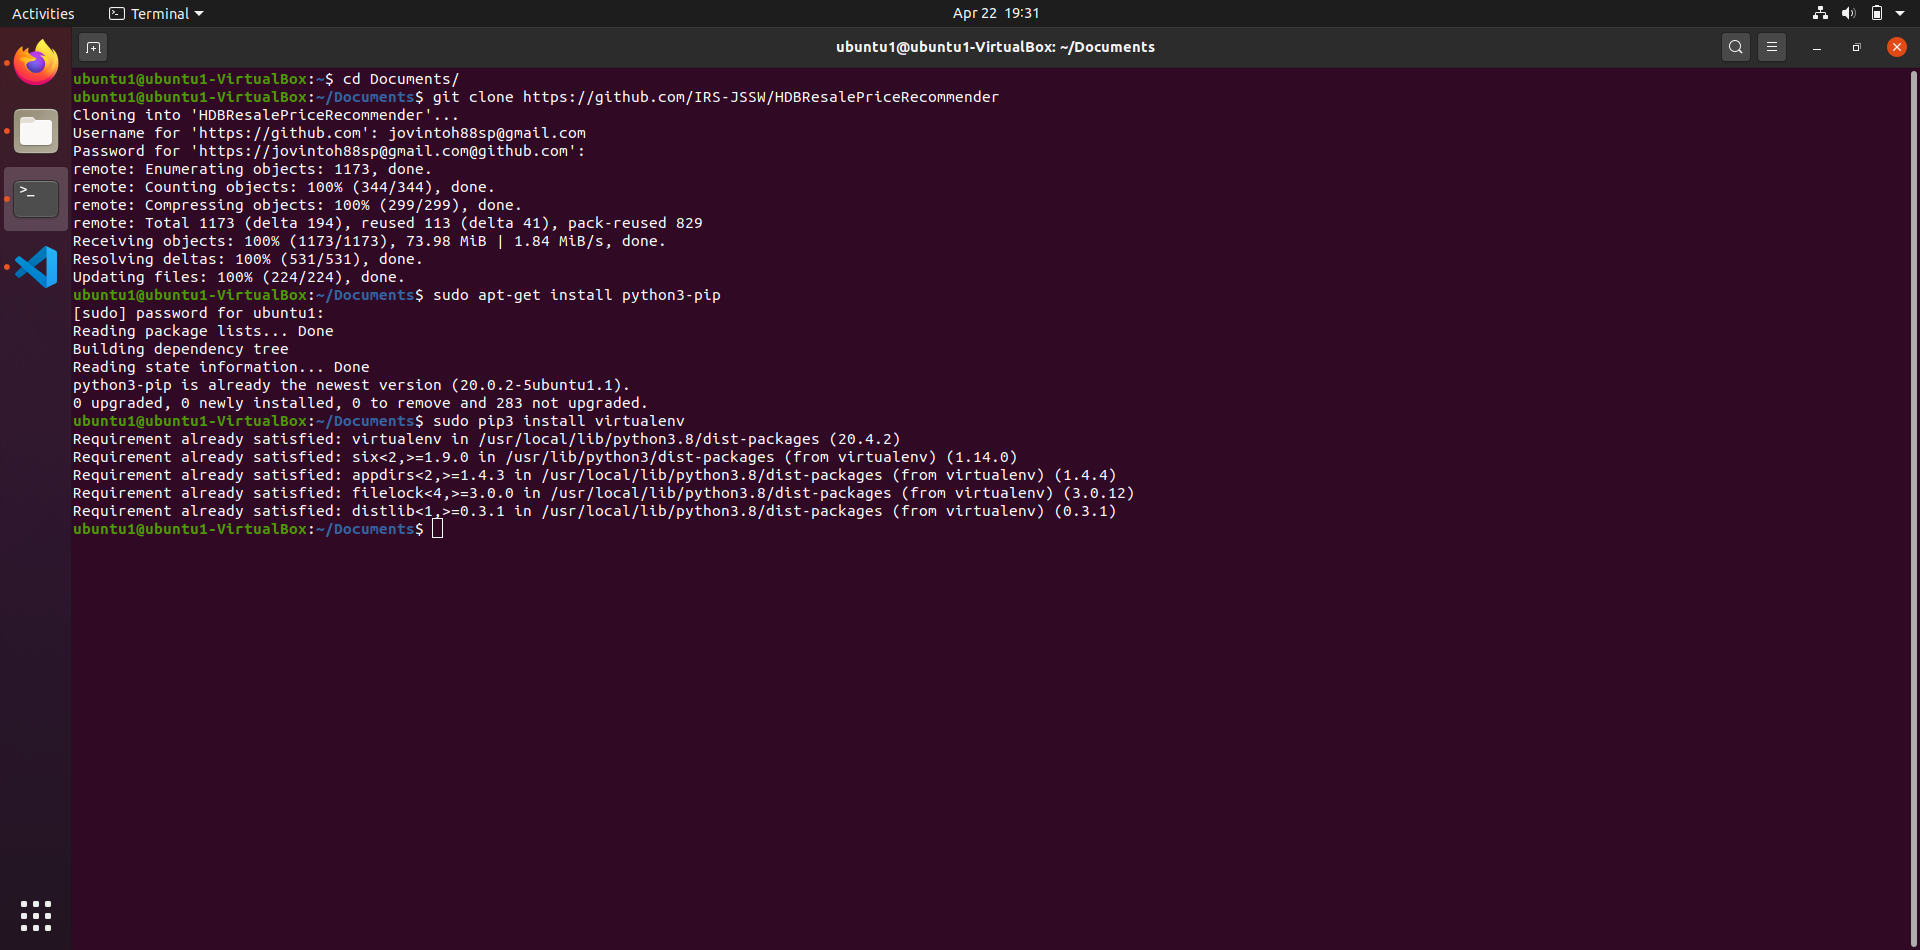 Activities
Terminal
Apr 22 19:31
ubuntu1@ubuntu1-VirtualBox: ~/Documents
ubuntu1@ubuntu1-VirtualBox:~$ cd Documents/
ubuntu1@ubuntu1-VirtualBox:~/Documents$ git clone https://github.com/IRS-JSSW/HDBResalePriceRecommender
Cloning into 'HDBResalePriceRecommender'...
Username for 'https://github.com': jovintoh88sp@gmail.com
Password for 'https://jovintoh88sp@gmail.com@github.com':
remote: Enumerating objects: 1173, done.
remote: Counting objects: 100% (344/344), done.
remote: Compressing objects: 100% (299/299), done.
remote: Total 1173 (delta 194), reused 113 (delta 41), pack-reused 829
Receiving objects: 100% (1173/1173), 73.98 MiB | 1.84 MiB/s, done.
Resolving deltas: 100% (531/531), done.
Updating files: 100% (224/224), done.
ubuntu1@ubuntu1-VirtualBox:~/Documents$ sudo apt-get install python3-pip
[sudo] password for ubuntu1:
Reading package lists... Done
Building dependency tree
Reading state information... Done
python3-pip is already the newest version (20.0.2-5ubuntu1.1).
0 upgraded, 0 newly installed, 0 to remove and 283 not upgraded.
ubuntu1@ubuntu1-VirtualBox:~/Documents$ sudo pip3 install virtualenv
Requirement already satisfied: virtualenv in /usr/local/lib/python3.8/dist-packages (20.4.2)
Requirement already satisfied: six<2,>=1.9.0 in /usr/lib/python3/dist-packages (from virtualenv) (1.14.0)
Requirement already satisfied: appdirs<2,>=1.4.3 in /usr/local/lib/python3.8/dist-packages (from virtualenv) (1.4.4)
Requirement already satisfied: filelock<4,>=3.0.0 in /usr/local/lib/python3.8/dist-packages (from virtualenv) (3.0.12)
Requirement already satisfied: distlib<1,>=0.3.1 in /usr/local/lib/python3.8/dist-packages (from virtualenv) (0.3.1)
ubuntu1@ubuntu1-VirtualBox:~/Documents$